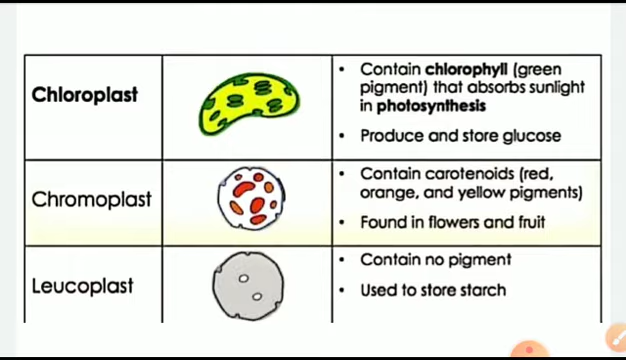 Chloroplast
• Contain chlorophyll (green
pigment) that absorbs sunlight
in photosynthesis
• Produce and store glucose
Chromoplast
• Contain carotenoids (red,
orange, and yellow pigments)
• Found in flowers and fruit
Leucoplast
• Contain no pigment
• Used to store starch